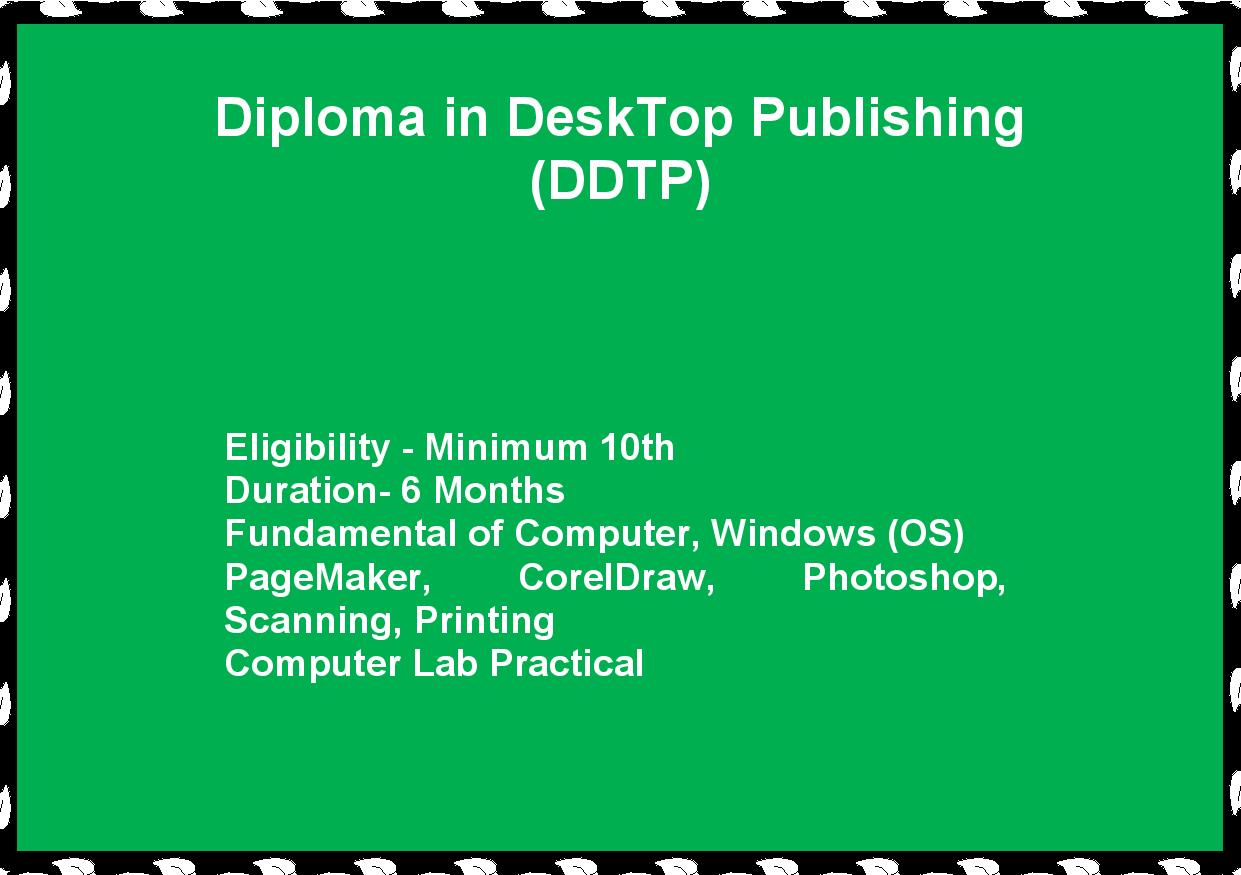 Diploma in DeskTop Publishing
(DDTP)
Eligibility - Minimum 10th
Duration- 6 Months
Fundamental of Computer, Windows (OS)
PageMaker, CorelDraw, Photoshop,
Scanning, Printing
Computer Lab Practical